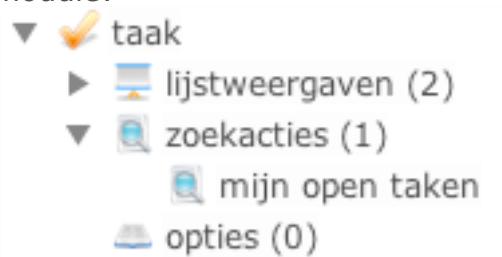 taak
lijstweergaven (2)
zoekacties (1)
mijn open taken
opties (0)